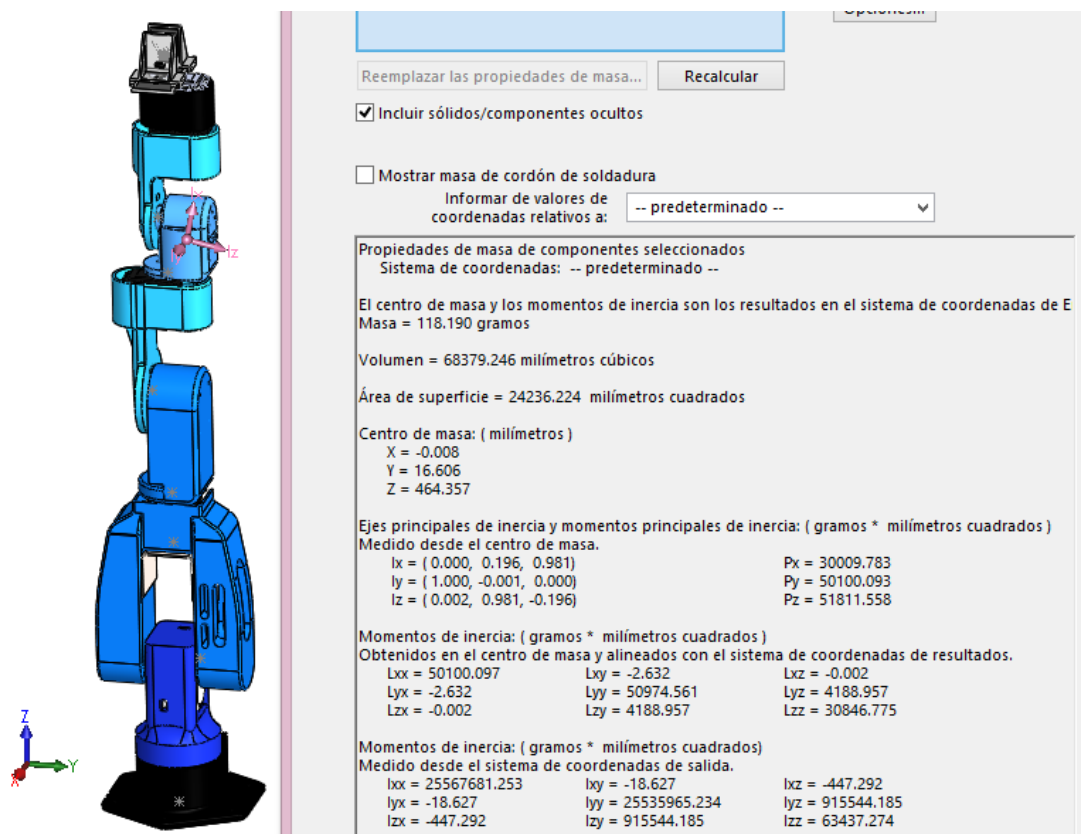 Opciones...
Reemplazar las propiedades de masa... Recalcular
Incluir sólidos/componentes ocultos
Mostrar masa de cordón de soldadura
Informar de valores de
coordenadas relativos a: -- predeterminado --
Propiedades de masa de componentes seleccionados
Sistema de coordenadas: -- predeterminado --
El centro de masa y los momentos de inercia son los resultados en el sistema de coordenadas de E
Masa = 118.190 gramos
Volumen = 68379.246 milímetros cúbicos
Área de superficie = 24236.224 milímetros cuadrados
Centro de masa: ( milímetros )
X = -0.008
Y = 16.606
Z = 464.357
Ejes principales de inercia y momentos principales de inercia: ( gramos * milímetros cuadrados )
Medido desde el centro de masa.
Ix = ( 0.000, 0.196, 0.981) Px = 30009.783
Iy = ( 1.000, -0.001, 0.000) Py = 50100.093
Iz = ( 0.002, 0.981, -0.196) Pz = 51811.558
Momentos de inercia: ( gramos * milímetros cuadrados )
Obtenidos en el centro de masa y alineados con el sistema de coordenadas de resultados.
Lxx = 50100.097 Lxy = -2.632 Lxz = -0.002
Lyx = -2.632 Lyy = 50974.561 Lyz = 4188.957
Lzx = -0.002 Lzy = 4188.957 Lzz = 30846.775
Momentos de inercia: ( gramos * milímetros cuadrados)
Medido desde el sistema de coordenadas de salida.
Ixx = 25567681.253 Ixy = -18.627 Ixz = -447.292
Iyx = -18.627 Iyy = 25535965.234 Iyz = 915544.185
Izx = -447.292 Izy = 915544.185 Izz = 63437.274
Ix
Iz
Iy
Z
Y
X